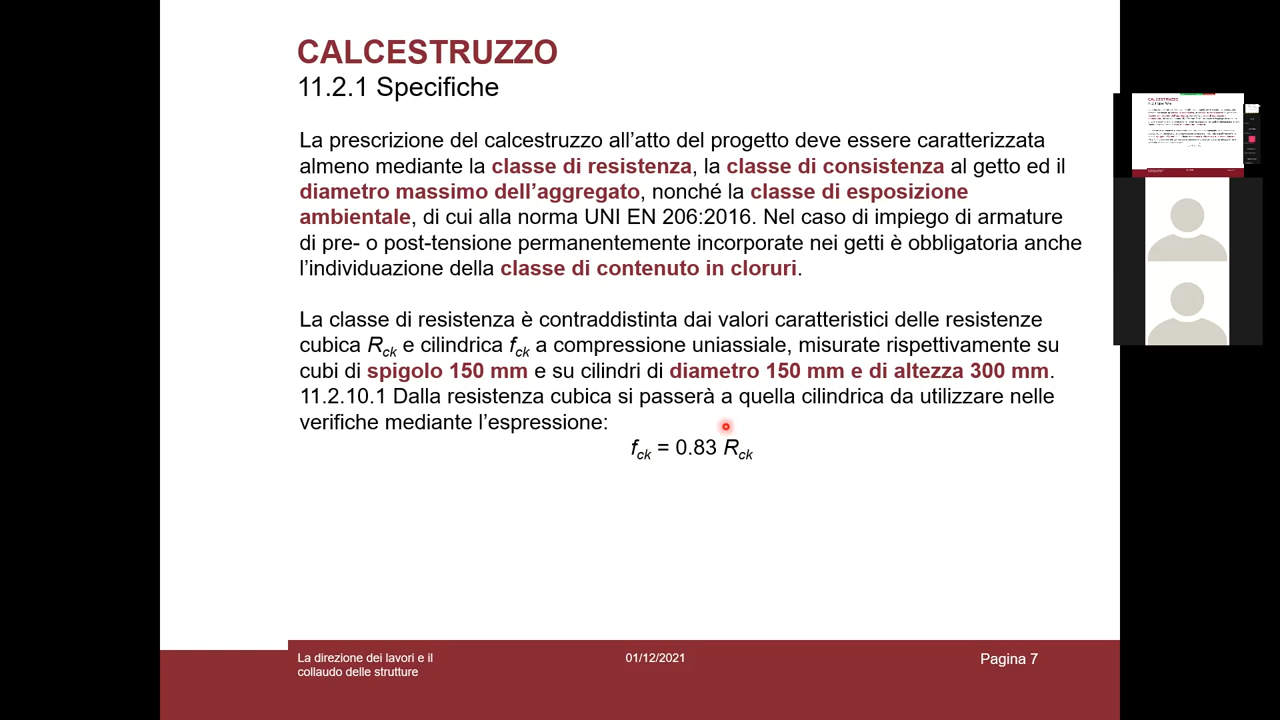 CALCESTRUZZO
11.2.1 Specifiche
La prescrizione del calcestruzzo all’atto del progetto deve essere caratterizzata
almeno mediante la classe di resistenza, la classe di consistenza al getto ed il
diametro massimo dell’aggregato, nonché la classe di esposizione
ambientale, di cui alla norma UNI EN 206:2016. Nel caso di impiego di armature
di pre- o post-tensione permanentemente incorporate nei getti è obbligatoria anche
l’individuazione della classe di contenuto in cloruri.
La classe di resistenza è contraddistinta dai valori caratteristici delle resistenze
cubica Rck e cilindrica fck a compressione uniassiale, misurate rispettivamente su
cubi di spigolo 150 mm e su cilindri di diametro 150 mm e di altezza 300 mm.
11.2.10.1 Dalla resistenza cubica si passerà a quella cilindrica da utilizzare nelle
verifiche mediante l’espressione:
fck = 0.83 Rck
La direzione dei lavori e il
collaudo delle strutture
01/12/2021
Pagina 7